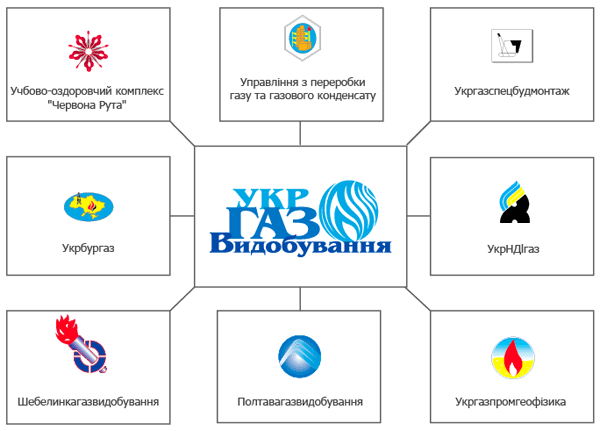 Учбово-оздоровчий комплекс
"Червона Рута"
Управління з переробки
газу та газового конденсату
Укргазспецбудмонтаж
УКР
ГАЗ
Видобування
Укрбургаз
УкрНДІгаз
Шебелинкагазвидобування
Полтавагазвидобування
Укргазпромгеофізика